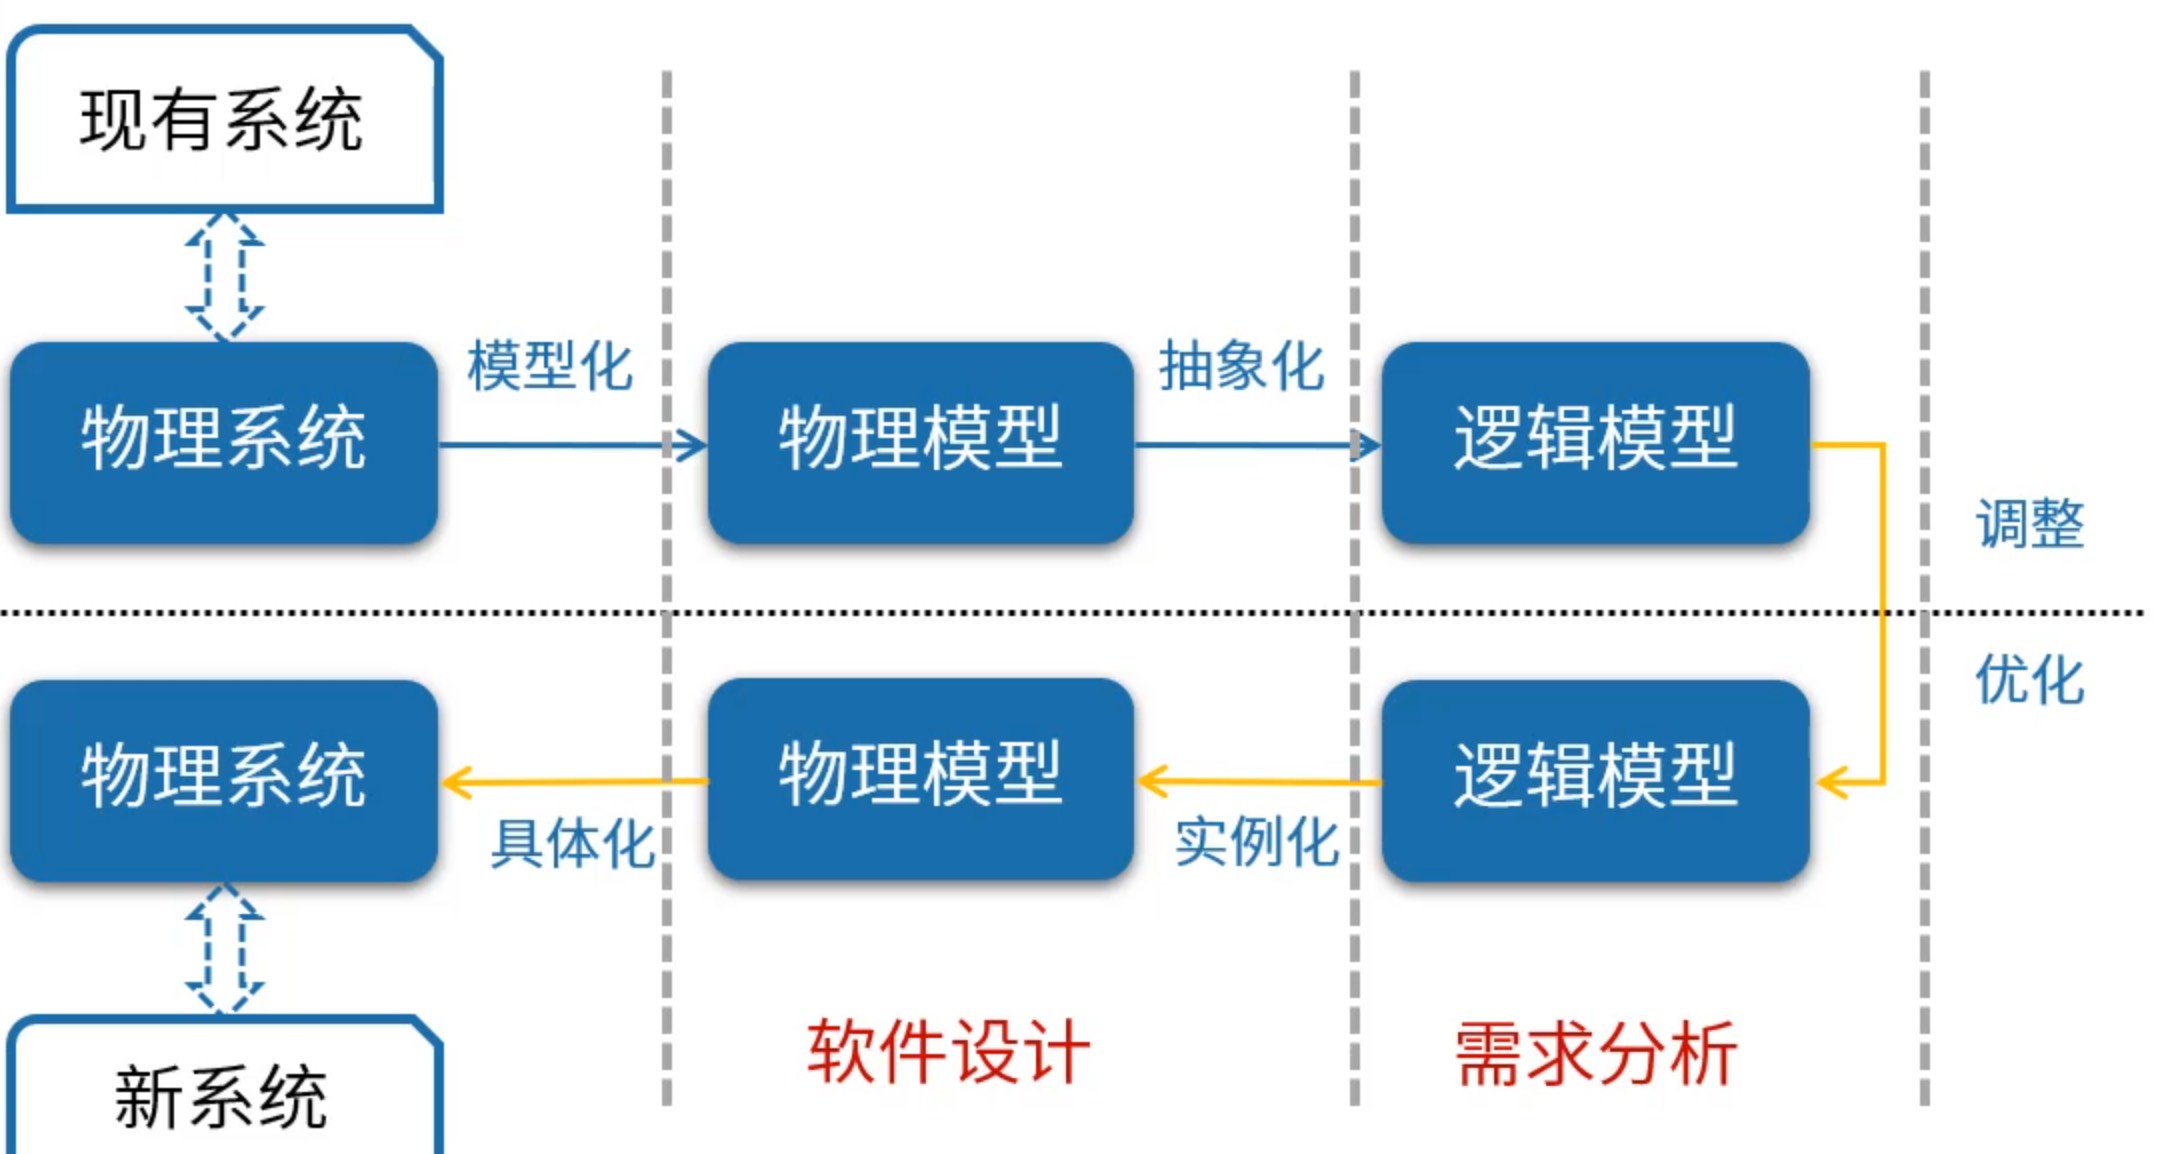 现有系统
模型化
抽象化
物理系统
物理模型
逻辑模型
调整
优化
物理系统
物理模型
逻辑模型
具体化
实例化
软件设计
需求分析
新系统